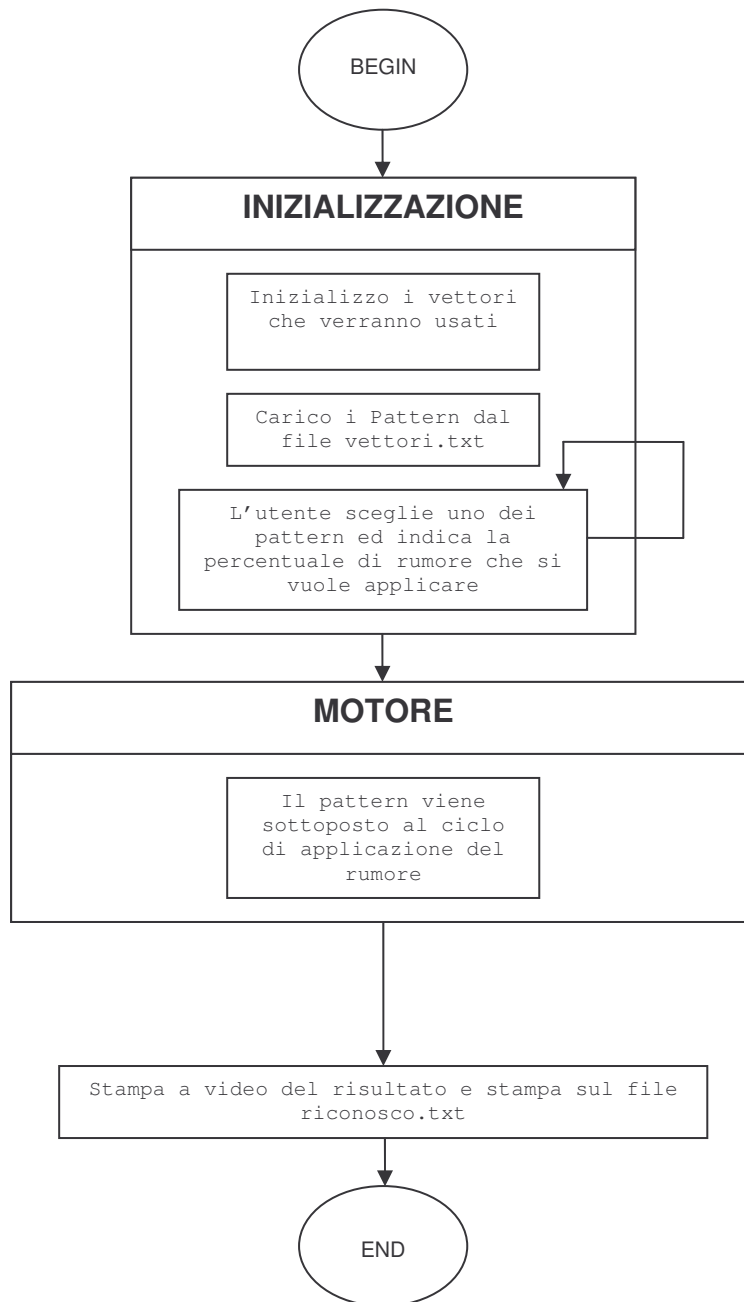 BEGIN
INIZIALIZZAZIONE
Inizializzo i vettori
che verranno usati
Carico i Pattern dal
file vettori.txt
L'utente sceglie uno dei
pattern ed indica la
percentuale di rumore che si
vuole applicare
MOTORE
Il pattern viene
sottoposto al ciclo
di applicazione del
rumore
Stampa a video del risultato e stampa sul file
riconosco.txt
END